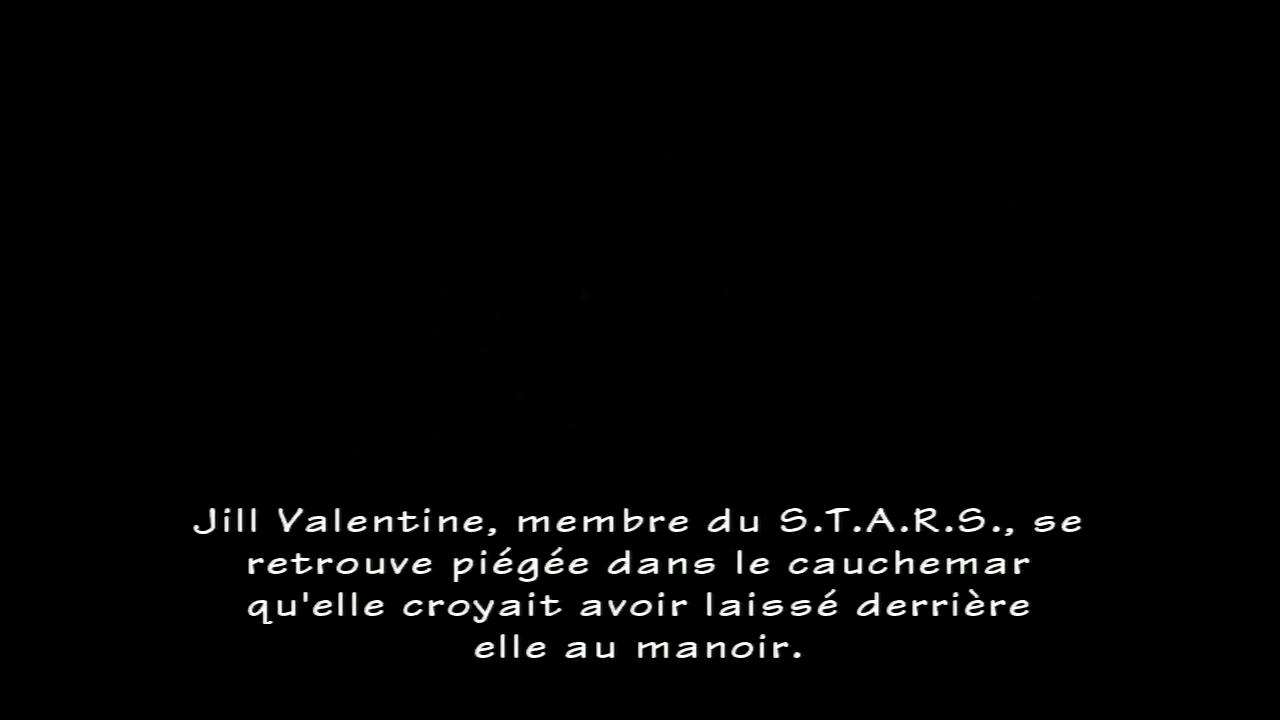 Jill Valentine, membre du S.T.A.R.S., se
retrouve piégée dans le cauchemar
qu'elle croyait avoir laissé derrière
elle au manoir.